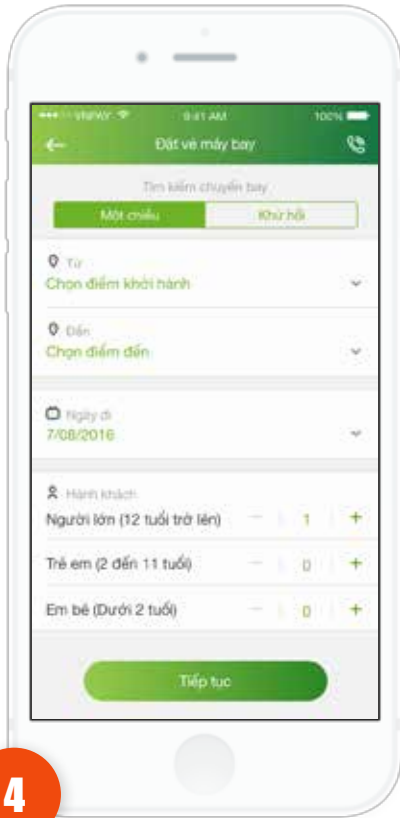 VNPAY 9:41 AM 100%
Đặt vé máy bay
Tìm kiếm chuyến bay
Một chiều Khứ hồi
Từ
Chọn điểm khởi hành
Đến
Chọn điểm đến
Ngày đi
7/08/2016
Hành khách
Người lớn (12 tuổi trở lên) − 1 +
Trẻ em (2 đến 11 tuổi) − 0 +
Em bé (Dưới 2 tuổi) − 0 +
Tiếp tục
4